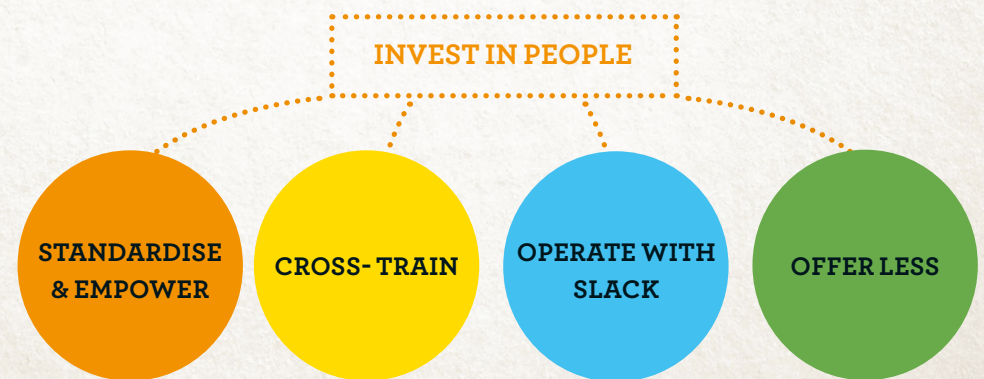 INVEST IN PEOPLE
STANDARDISE
& EMPOWER
CROSS- TRAIN
OPERATE WITH
SLACK
OFFER LESS